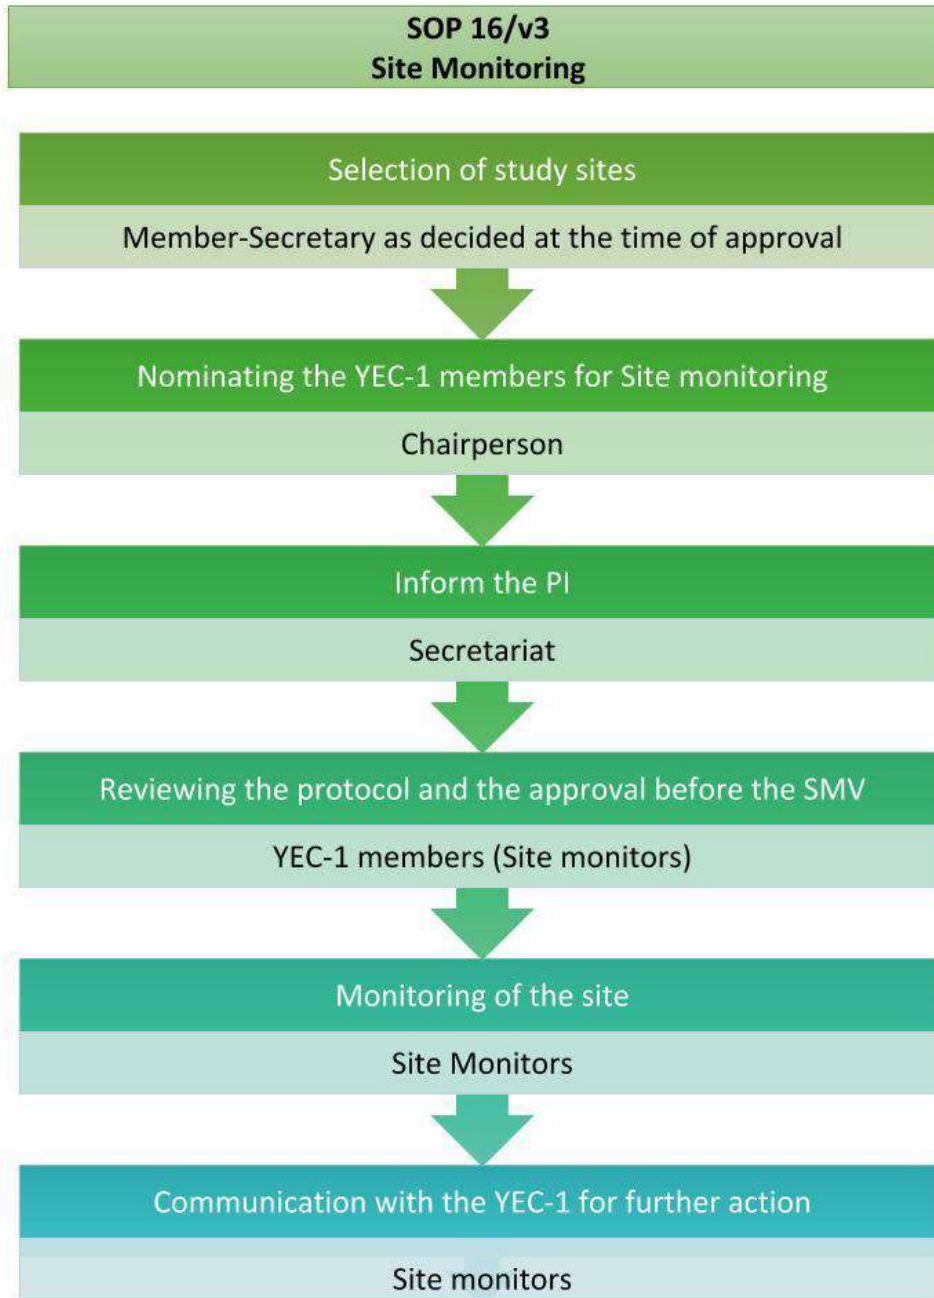 SOP 16/v3
Site Monitoring
Selection of study sites
Member-Secretary as decided at the time of approval
Nominating the YEC-1 members for Site monitoring
Chairperson
Inform the PI
Secretariat
Reviewing the protocol and the approval before the SMV
YEC-1 members (Site monitors)
Monitoring of the site
Site Monitors
Communication with the YEC-1 for further action
Site monitors